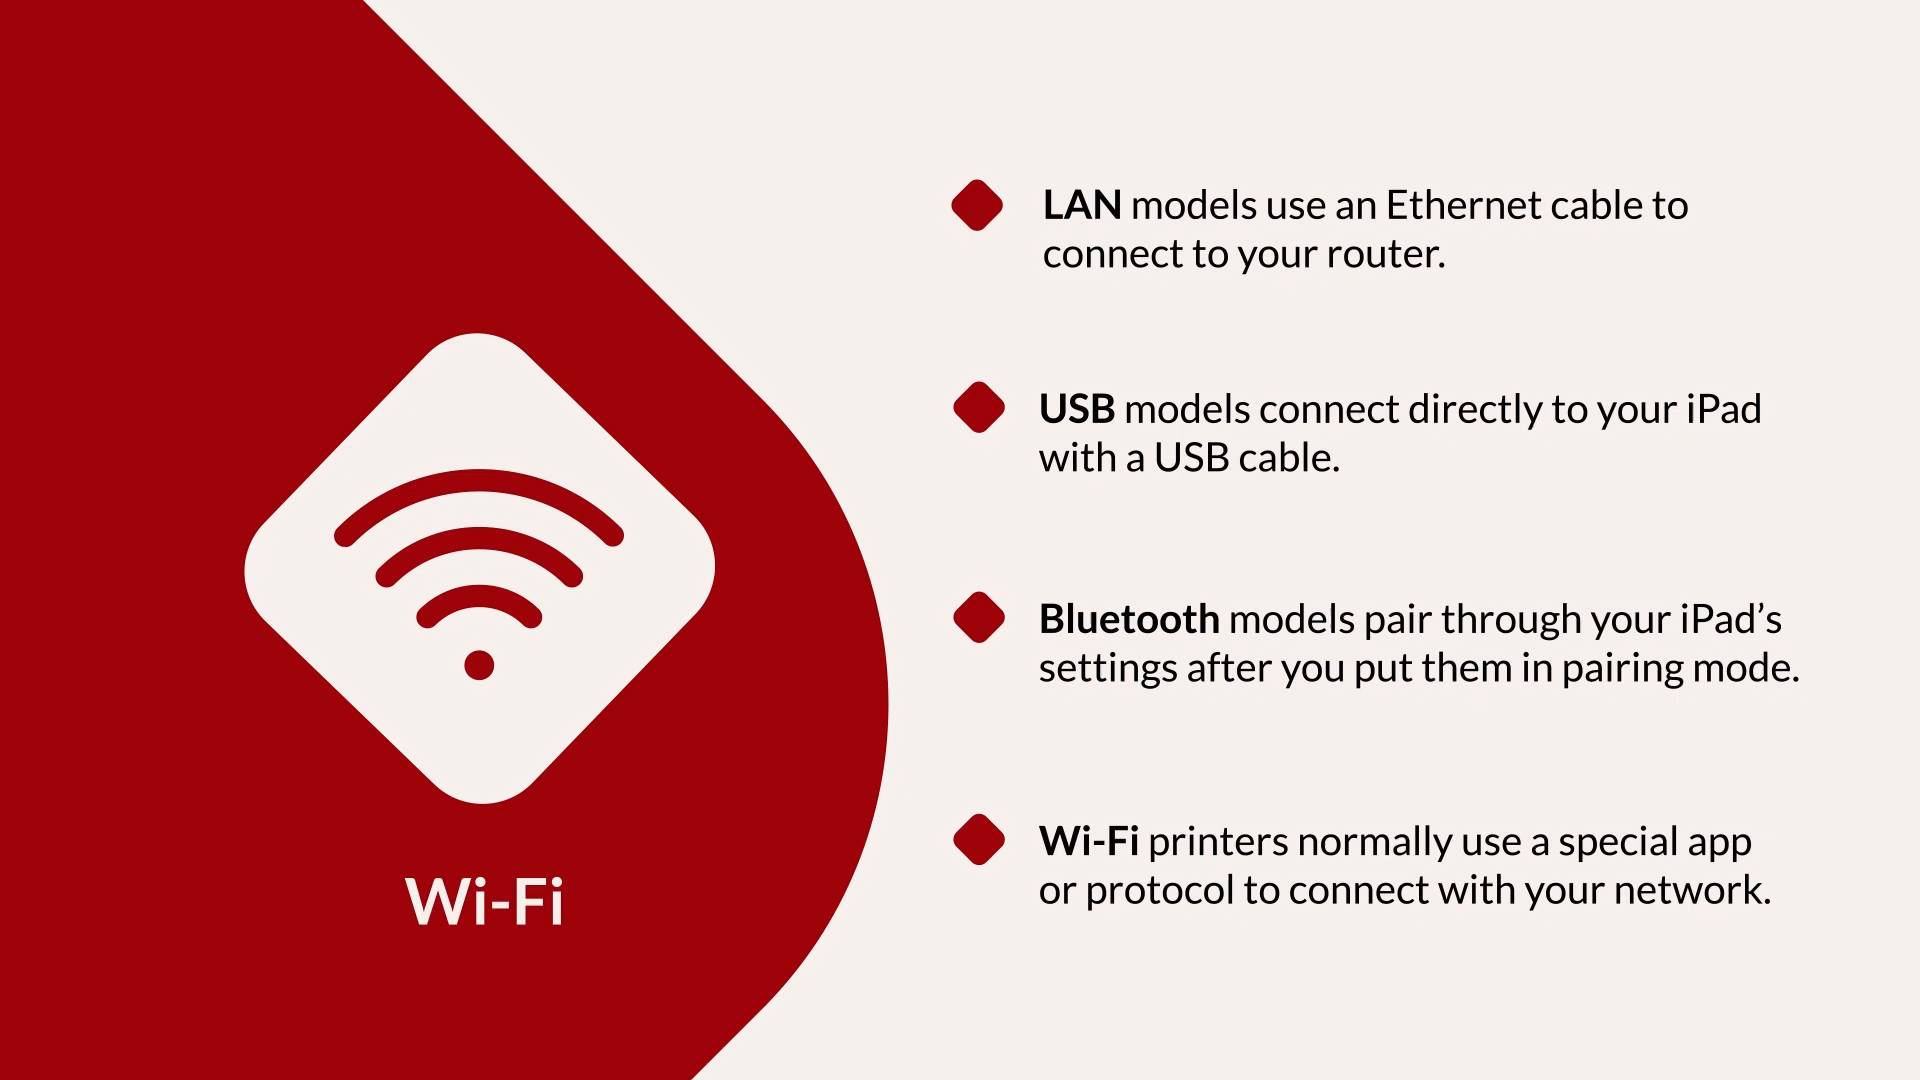 LAN models use an Ethernet cable to
connect to your router.
USB models connect directly to your iPad
with a USB cable.
Bluetooth models pair through your iPad’s
settings after you put them in pairing mode.
Wi-Fi printers normally use a special app
or protocol to connect with your network.
Wi-Fi